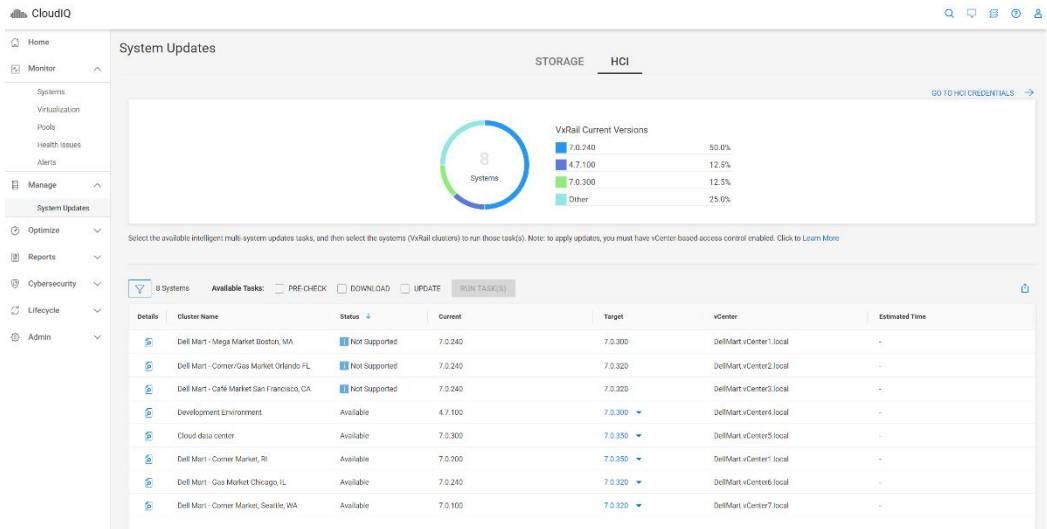 CloudIQ
Home
Monitor
Systems
Virtualization
Pools
Health Issues
Alerts
Manage
System Updates
Optimize
Reports
Cybersecurity
Lifecycle
Admin
System Updates
STORAGE HCI
GO TO HCI CREDENTIALS
8
Systems
VxRail Current Versions
7.0.240 50.0%
4.7.100 12.5%
7.0.300 12.5%
Other 25.0%
Select the available intelligent multi-system updates tasks, and then select the systems (VxRail clusters) to run those task(s). Note: to apply updates, you must have vCenter-based access control enabled. Click to Learn More
8 Systems Available Tasks: PRE-CHECK DOWNLOAD UPDATE RUN TASK(S)
Details Cluster Name Status Current Target vCenter Estimated Time
Dell Mart - Mega Market Boston, MA Not Supported 7.0.240 7.0.300 DellMart.vCenter1.local -
Dell Mart - Corner/Gas Market Orlando FL Not Supported 7.0.240 7.0.320 DellMart.vCenter2.local -
Dell Mart - Café Market San Francisco, CA Not Supported 7.0.240 7.0.320 DellMart.vCenter3.local -
Development Environment Available 4.7.100 7.0.300 DellMart.vCenter4.local -
Cloud data center Available 7.0.300 7.0.350 DellMart.vCenter5.local -
Dell Mart - Corner Market, RI Available 7.0.200 7.0.350 DellMart.vCenter1.local -
Dell Mart - Gas Market Chicago, IL Available 7.0.240 7.0.320 DellMart.vCenter6.local -
Dell Mart - Corner Market, Seattle, WA Available 7.0.100 7.0.320 DellMart.vCenter7.local -